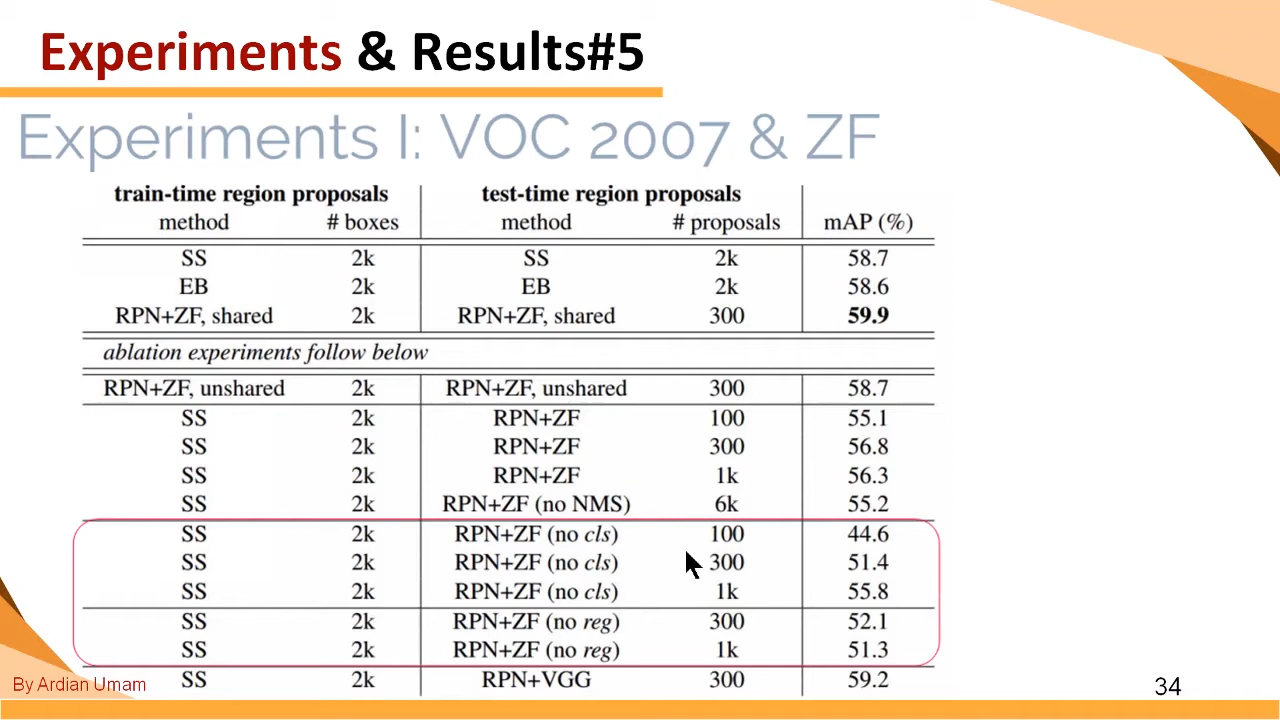 Experiments & Results#5
Experiments I: VOC 2007 & ZF
train-time region proposals test-time region proposals
method # boxes method # proposals mAP (%)
SS 2k SS 2k 58.7
EB 2k EB 2k 58.6
RPN+ZF, shared 2k RPN+ZF, shared 300 59.9
ablation experiments follow below
RPN+ZF, unshared 2k RPN+ZF, unshared 300 58.7
SS 2k RPN+ZF 100 55.1
SS 2k RPN+ZF 300 56.8
SS 2k RPN+ZF 1k 56.3
SS 2k RPN+ZF (no NMS) 6k 55.2
SS 2k RPN+ZF (no cls) 100 44.6
SS 2k RPN+ZF (no cls) 300 51.4
SS 2k RPN+ZF (no cls) 1k 55.8
SS 2k RPN+ZF (no reg) 300 52.1
SS 2k RPN+ZF (no reg) 1k 51.3
SS 2k RPN+VGG 300 59.2
By Ardian Umam
34